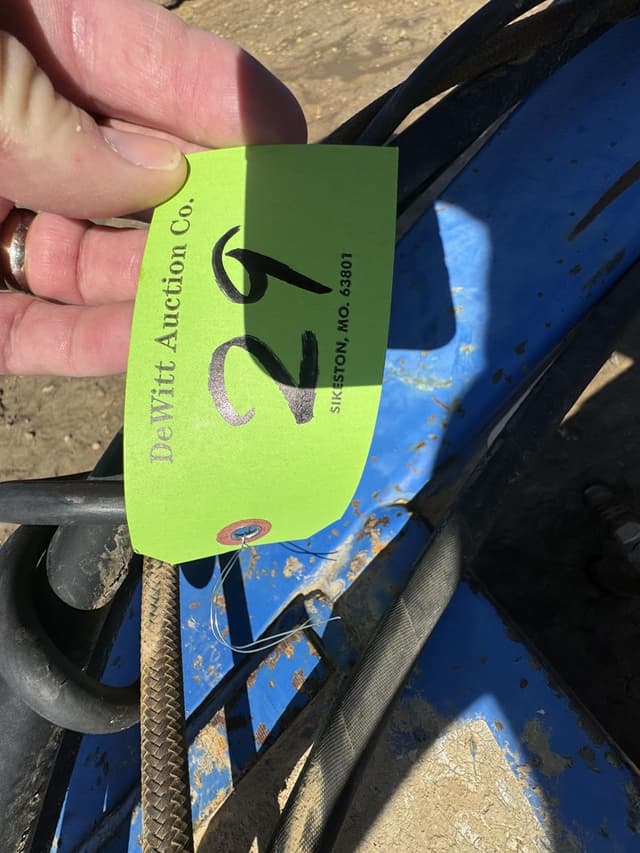 DeWitt Auction Co.
29
SIKESTON, MO. 63801